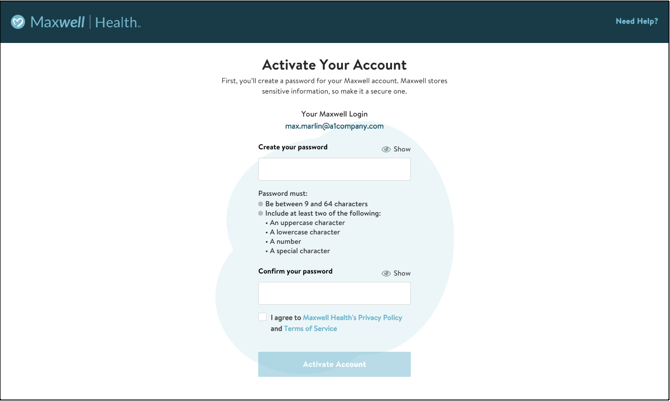 Maxwell | Health
Need Help?
Activate Your Account
First, you'll create a password for your Maxwell account. Maxwell stores
sensitive information, so make it a secure one.
Your Maxwell Login
max.marlin@a1company.com
Create your password
Show
Password must:
Be between 9 and 64 characters
Include at least two of the following:
• An uppercase character
• A lowercase character
• A number
• A special character
Confirm your password
Show
I agree to Maxwell Health's Privacy Policy
and Terms of Service
Activate Account